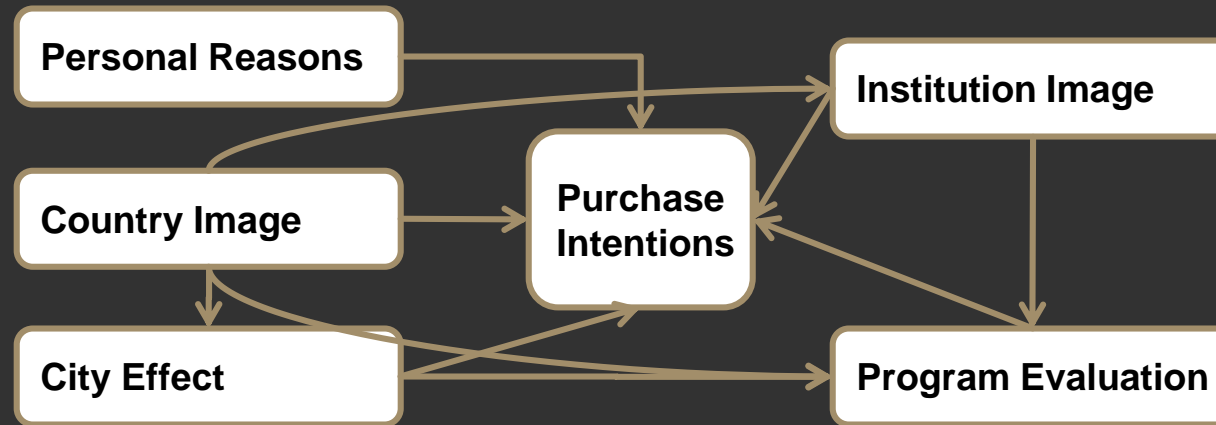 Personal Reasons
Institution Image
Purchase
Intentions
Country Image
City Effect
Program Evaluation